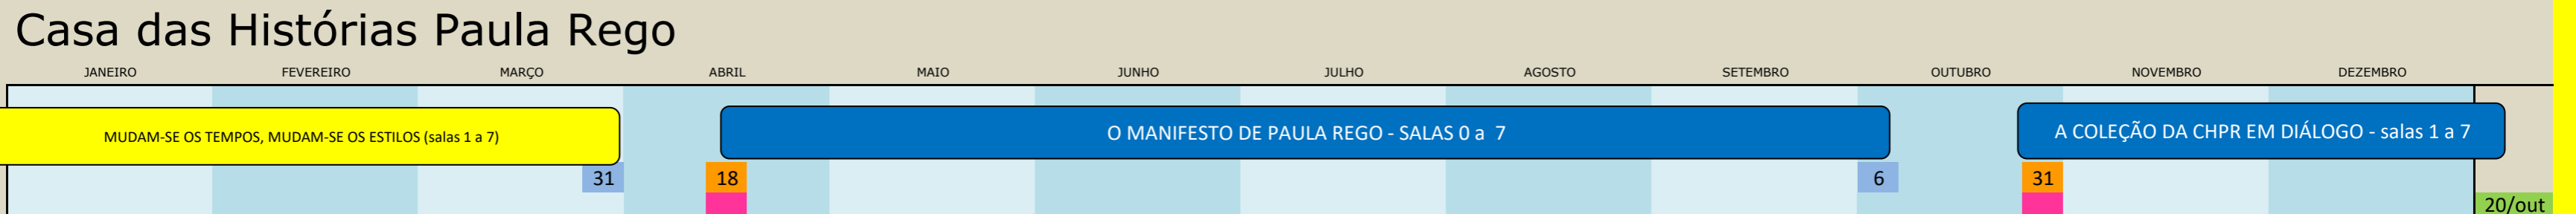 Casa das Histórias Paula Rego
JANEIRO FEVEREIRO MARÇO ABRIL MAIO JUNHO JULHO AGOSTO SETEMBRO OUTUBRO NOVEMBRO DEZEMBRO
MUDAM-SE OS TEMPOS, MUDAM-SE OS ESTILOS (salas 1 a 7) O MANIFESTO DE PAULA REGO - SALAS 0 a 7 A COLEÇÃO DA CHPR EM DIÁLOGO - salas 1 a 7
31 18 6 31
20/out